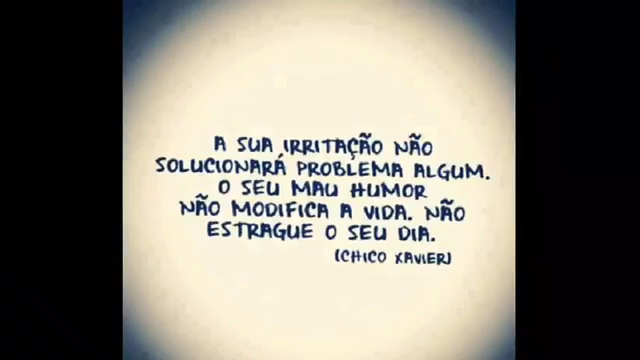 A SUA IRRITAÇÃO NÃO
SOLUCIONARÁ PROBLEMA ALGUM.
O SEU MAU HUMOR
NÃO MODIFICA A VIDA. NÃO
ESTRAGUE O SEU DIA.
(CHICO XAVIER)